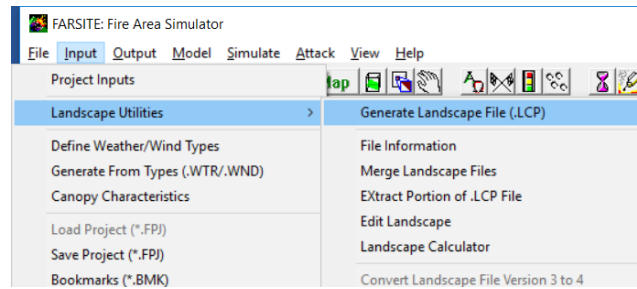 FARSITE: Fire Area Simulator
File Input Output Model Simulate Attack View Help
Project Inputs
Landscape Utilities >
Generate Landscape File (.LCP)
Define Weather/Wind Types
Generate From Types (.WTR/.WND)
Canopy Characteristics
Load Project (*.FPJ)
Save Project (*.FPJ)
Bookmarks (*.BMK)
File Information
Merge Landscape Files
EXtract Portion of .LCP File
Edit Landscape
Landscape Calculator
Convert Landscape File Version 3 to 4